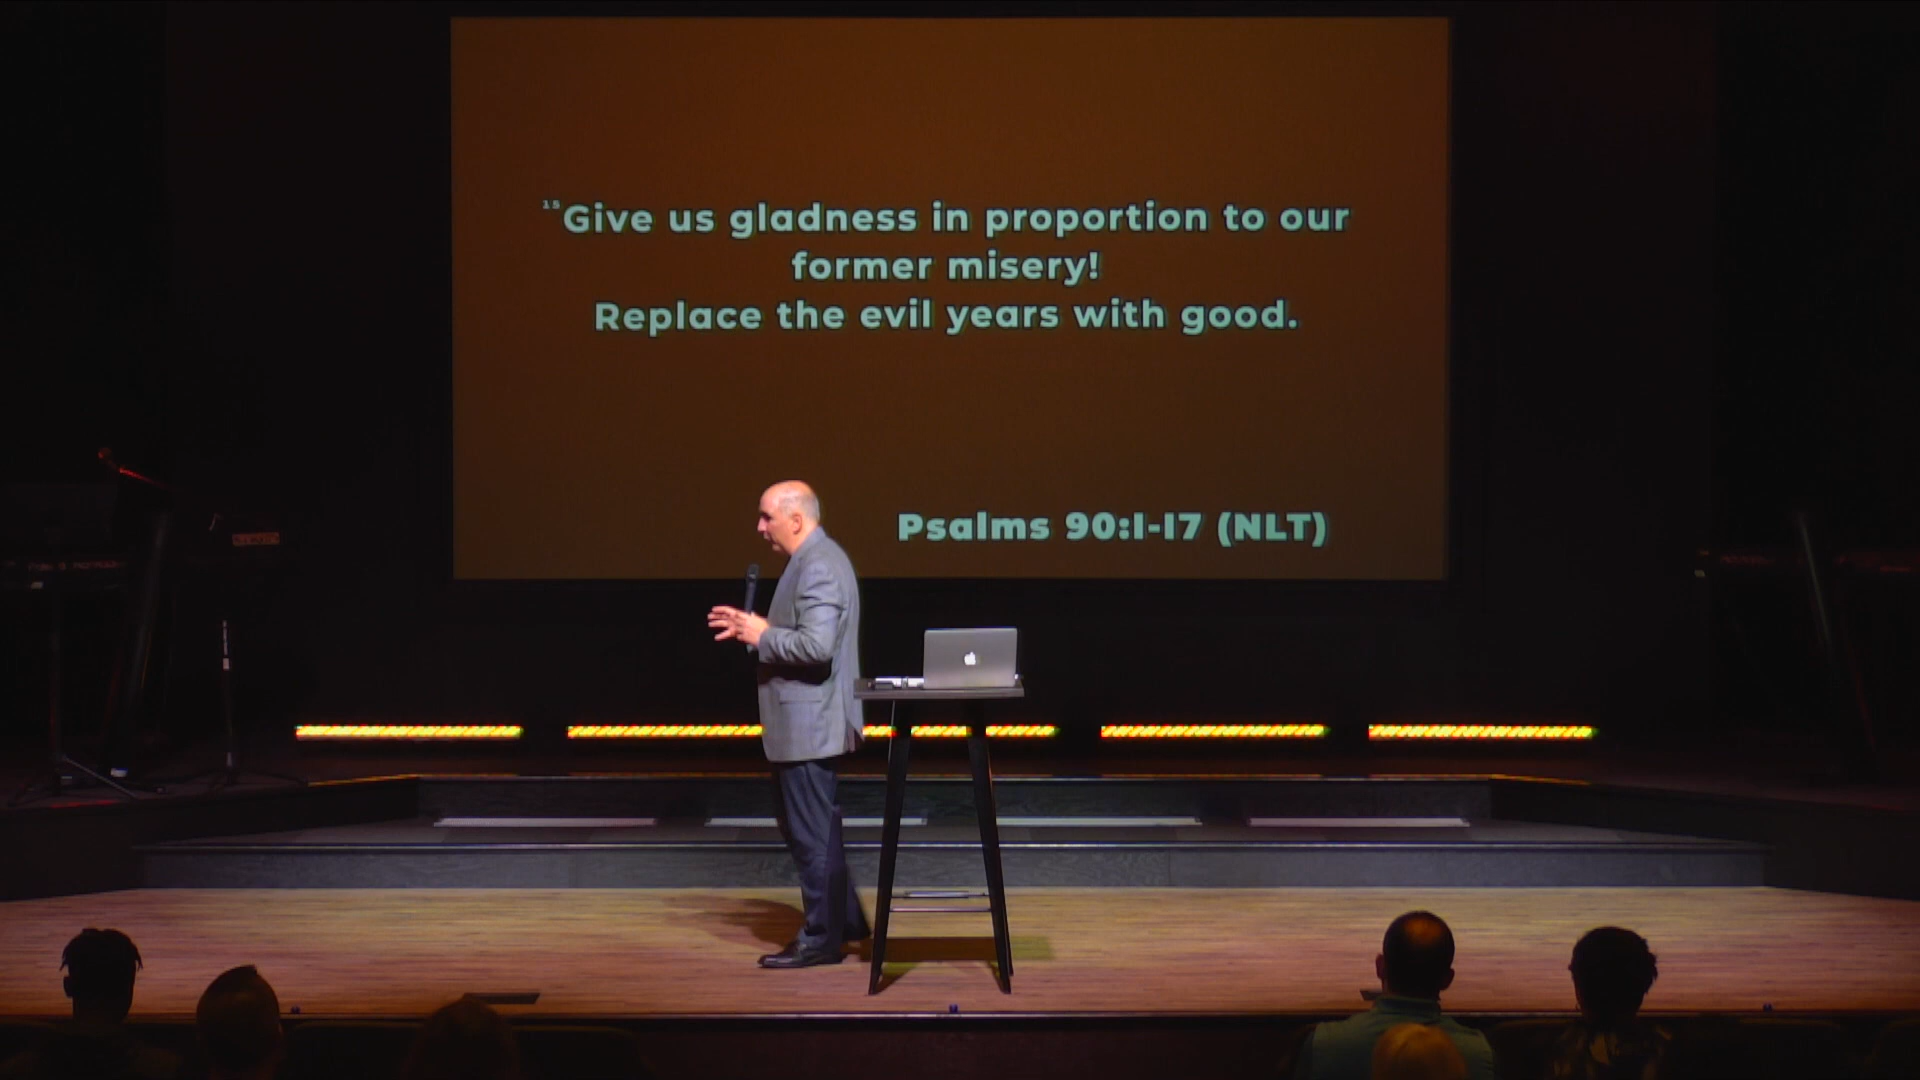 15Give us gladness in proportion to our
former misery!
Replace the evil years with good.
Psalms 90:1-17 (NLT)